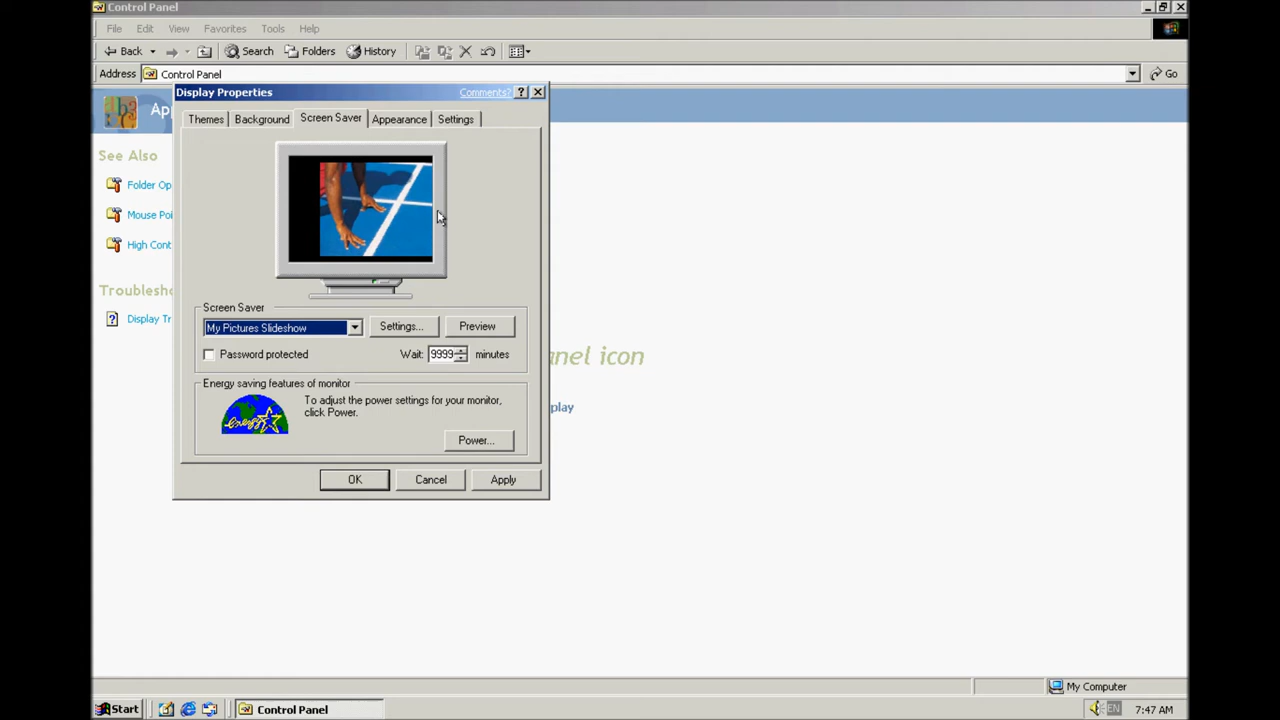 Control Panel
File Edit View Favorites Tools Help
Back Search Folders History
Address Control Panel Go
Display Properties Comments?
App
Themes Background Screen Saver Appearance Settings
See Also
Folder Op
Mouse Poi
High Cont
Troublesho
Display Tr
Screen Saver
My Pictures Slideshow Settings... Preview
Password protected Wait: 9999 minutes
anel icon
play
Energy saving features of monitor
To adjust the power settings for your monitor,
click Power.
energy
Power...
OK Cancel Apply
My Computer
Start Control Panel EN 7:47 AM